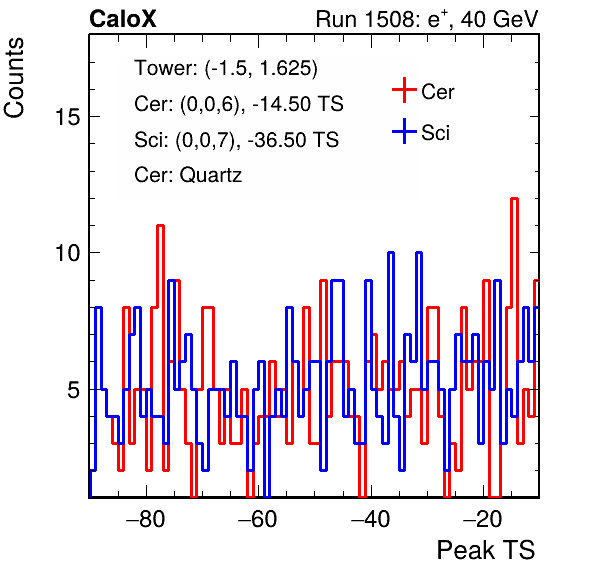 CaloX Run 1508: e⁺, 40 GeV
Counts
Tower: (-1.5, 1.625)
Cer: (0,0,6), -14.50 TS
Sci: (0,0,7), -36.50 TS
Cer: Quartz
Cer
Sci
15
10
5
−80 −60 −40 −20
Peak TS